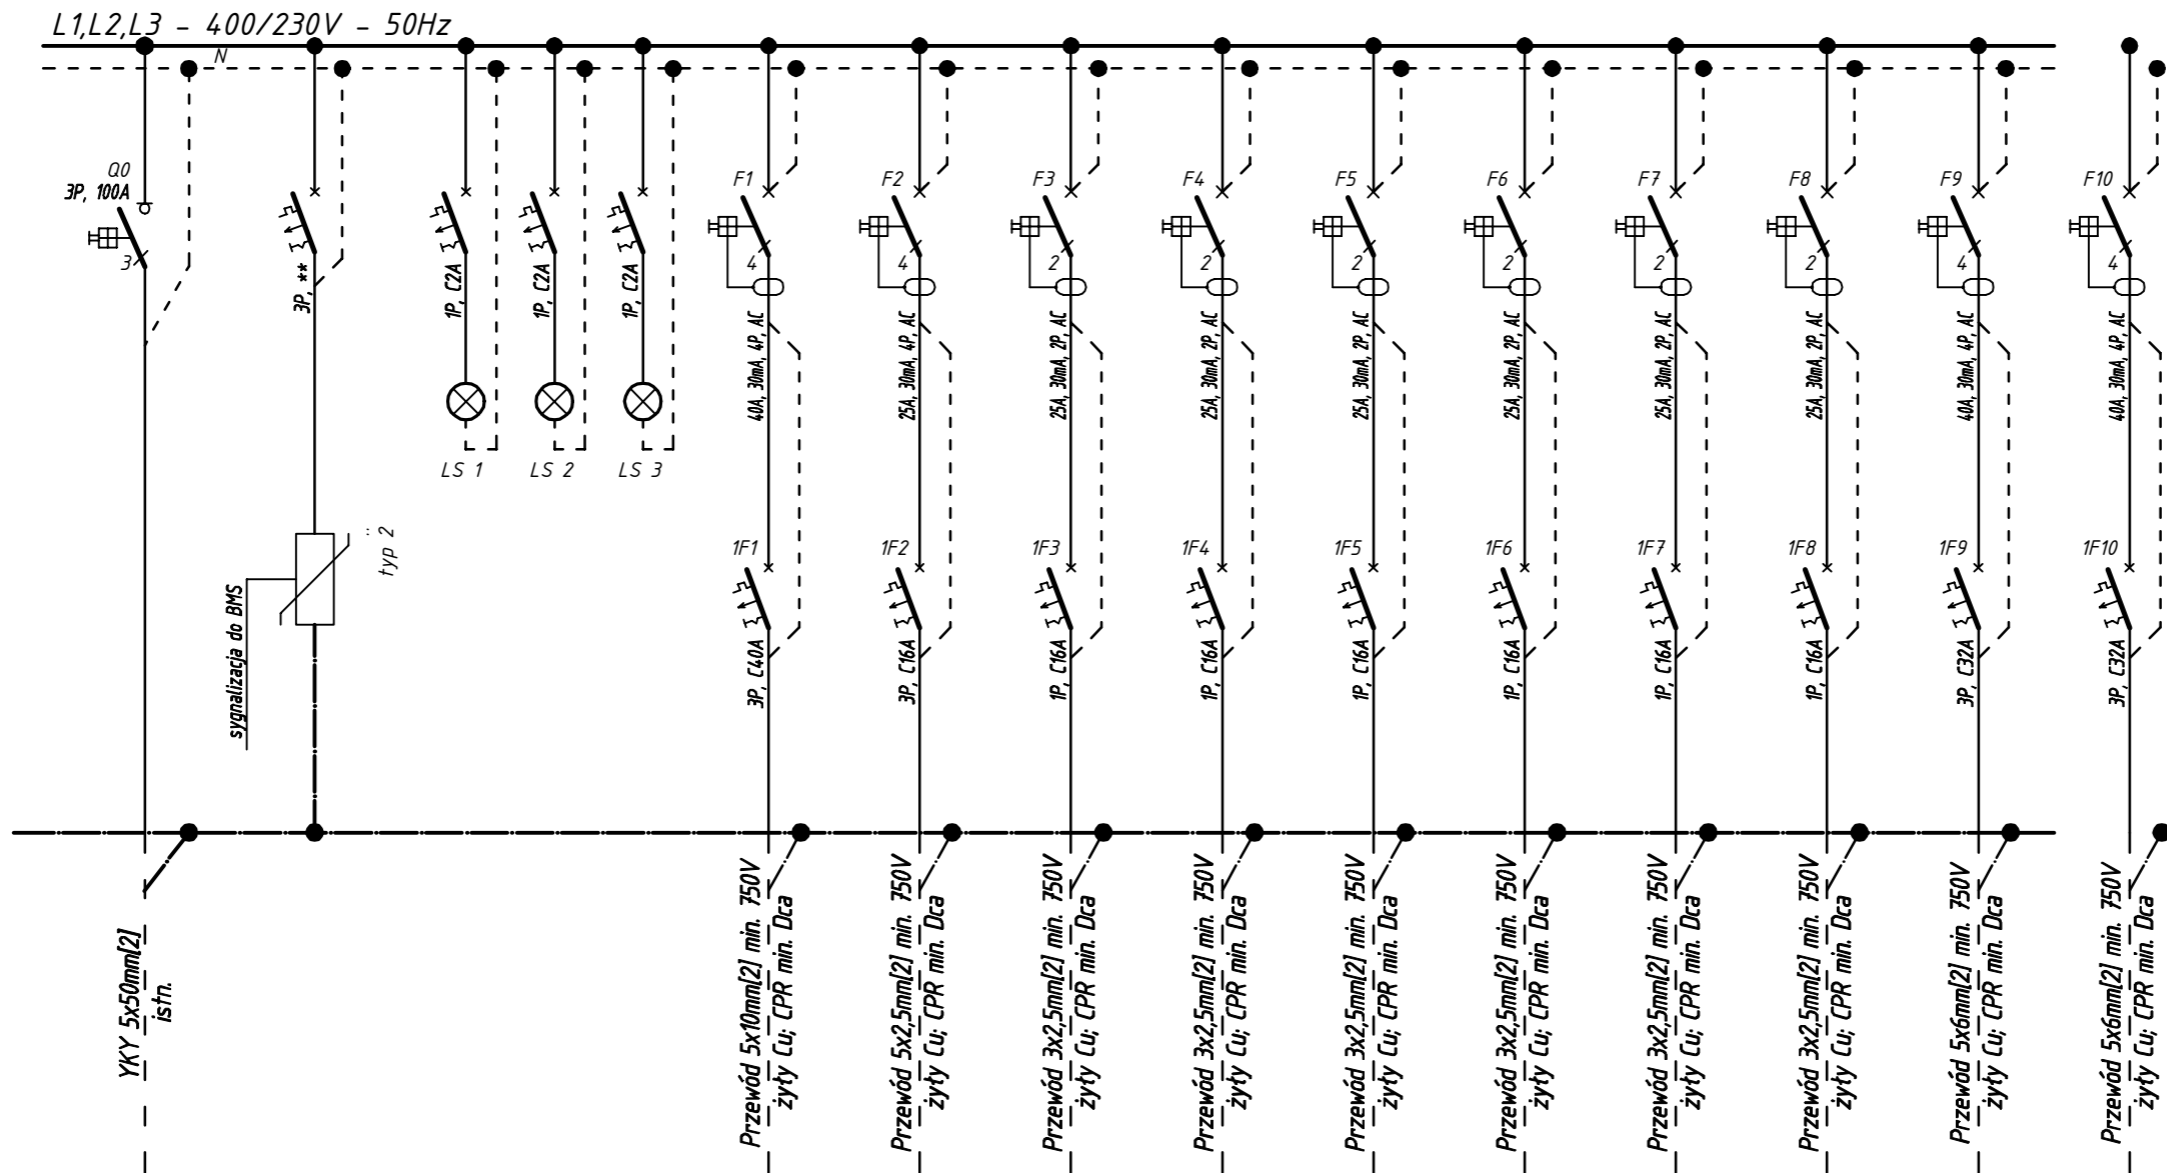 L1,L2,L3 - 400/230V - 50Hz
N
Q0
3P, 100A
3
3P, **
1P, C2A
1P, C2A
1P, C2A
LS 1
LS 2
LS 3
typ 2
sygnalizacja do BMS
F1
4
40A, 30mA, 4P, AC
F2
4
25A, 30mA, 4P, AC
F3
2
25A, 30mA, 2P, AC
F4
2
25A, 30mA, 2P, AC
F5
2
25A, 30mA, 2P, AC
F6
2
25A, 30mA, 2P, AC
F7
2
25A, 30mA, 2P, AC
F8
2
25A, 30mA, 2P, AC
F9
4
40A, 30mA, 4P, AC
F10
4
40A, 30mA, 4P, AC
1F1
3P, C40A
1F2
3P, C16A
1F3
1P, C16A
1F4
1P, C16A
1F5
1P, C16A
1F6
1P, C16A
1F7
1P, C16A
1F8
1P, C16A
1F9
3P, C32A
1F10
3P, C32A
YKY 5x50mm[2]
istn.
Przewód 5x10mm[2] min. 750V
żyły Cu; CPR min. Dca
Przewód 5x2,5mm[2] min. 750V
żyły Cu; CPR min. Dca
Przewód 3x2,5mm[2] min. 750V
żyły Cu; CPR min. Dca
Przewód 3x2,5mm[2] min. 750V
żyły Cu; CPR min. Dca
Przewód 3x2,5mm[2] min. 750V
żyły Cu; CPR min. Dca
Przewód 3x2,5mm[2] min. 750V
żyły Cu; CPR min. Dca
Przewód 3x2,5mm[2] min. 750V
żyły Cu; CPR min. Dca
Przewód 3x2,5mm[2] min. 750V
żyły Cu; CPR min. Dca
Przewód 5x6mm[2] min. 750V
żyły Cu; CPR min. Dca
Przewód 5x6mm[2] min. 750V
żyły Cu; CPR min. Dca